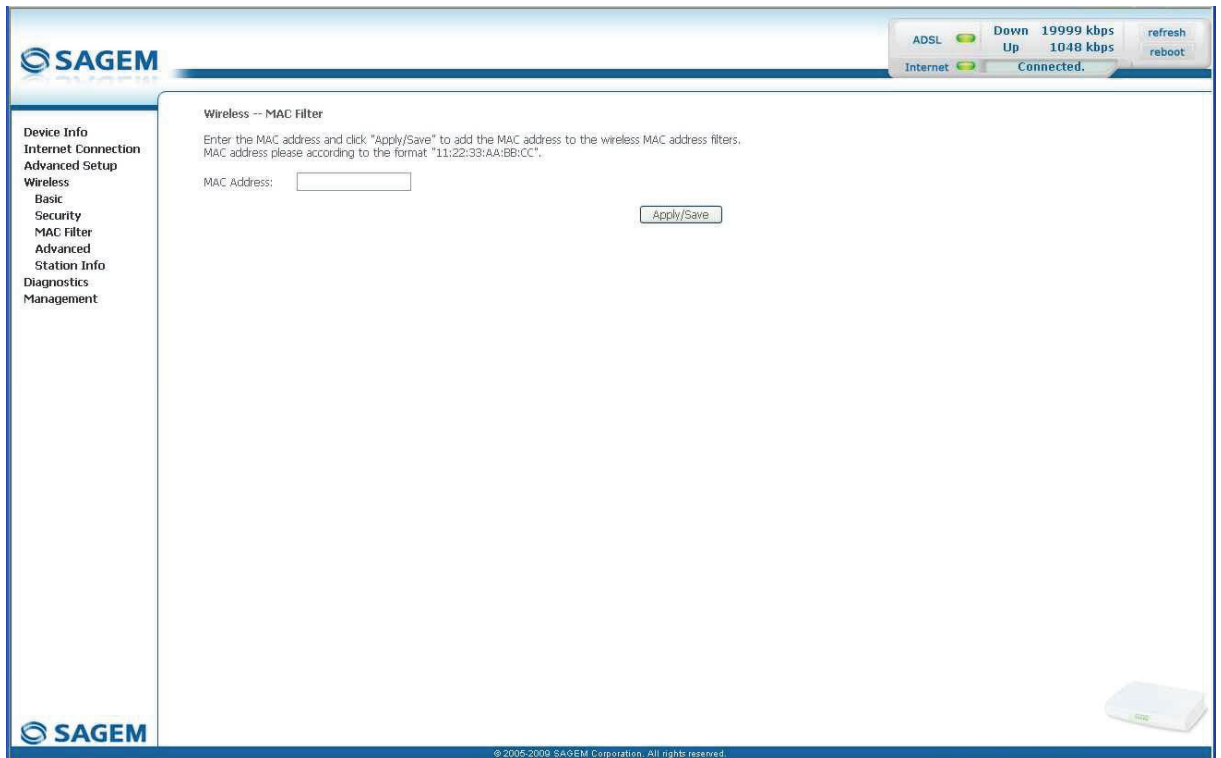 SAGEM
ADSL
Down 19999 kbps
Up 1048 kbps
Internet
Connected.
refresh
reboot
Device Info
Internet Connection
Advanced Setup
Wireless
Basic
Security
MAC Filter
Advanced
Station Info
Diagnostics
Management
Wireless -- MAC Filter
Enter the MAC address and click "Apply/Save" to add the MAC address to the wireless MAC address filters.
MAC address please according to the format "11:22:33:AA:BB:CC".
MAC Address:
Apply/Save
SAGEM
© 2005-2009 SAGEM Corporation. All rights reserved.